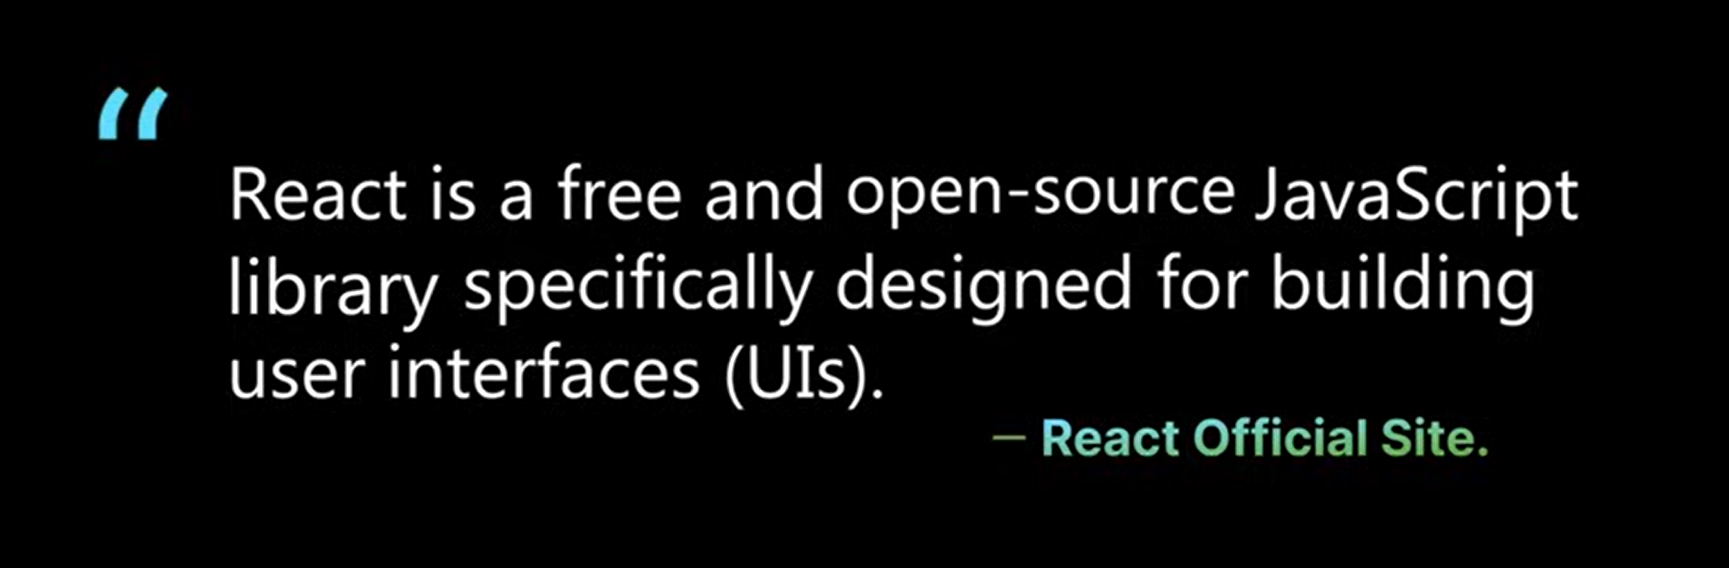 “
React is a free and open-source JavaScript
library specifically designed for building
user interfaces (UIs).
— React Official Site.